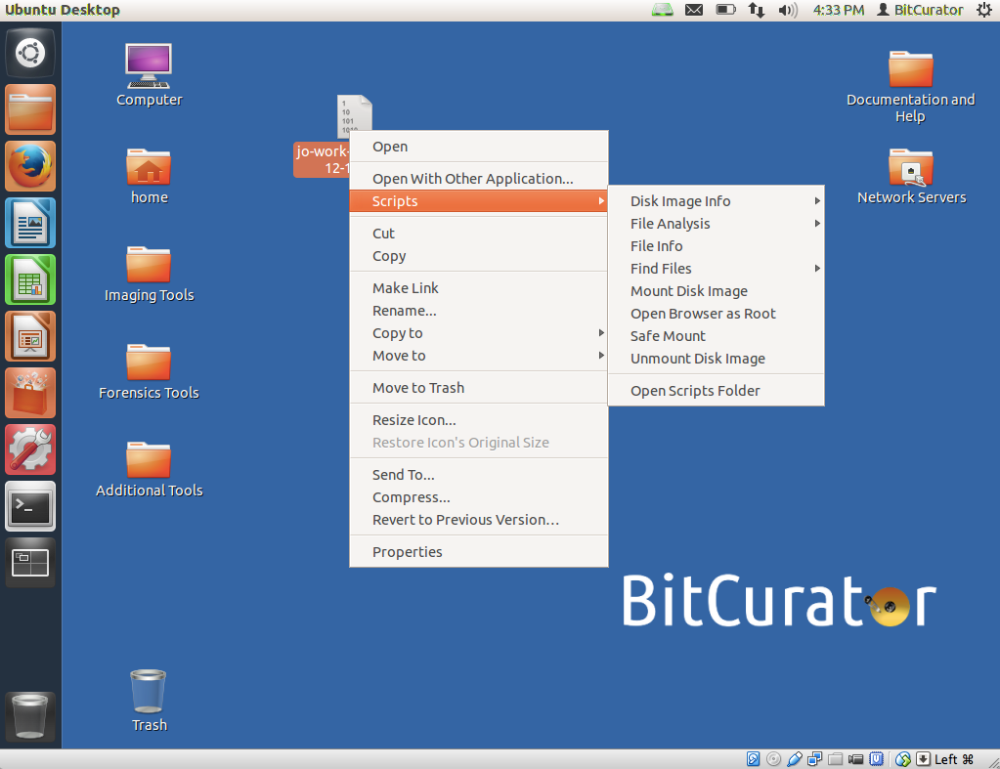 Ubuntu Desktop
4:33 PM
BitCurator
Computer
home
Imaging Tools
Forensics Tools
Additional Tools
Trash
1
10
101
1010
jo-work-
12-1
Open
Open With Other Application...
Scripts
Cut
Copy
Make Link
Rename...
Copy to
Move to
Move to Trash
Resize Icon...
Restore Icon's Original Size
Send To...
Compress...
Revert to Previous Version...
Properties
Disk Image Info
File Analysis
File Info
Find Files
Mount Disk Image
Open Browser as Root
Safe Mount
Unmount Disk Image
Open Scripts Folder
Documentation and
Help
Network Servers
BitCurator
Left ⌘